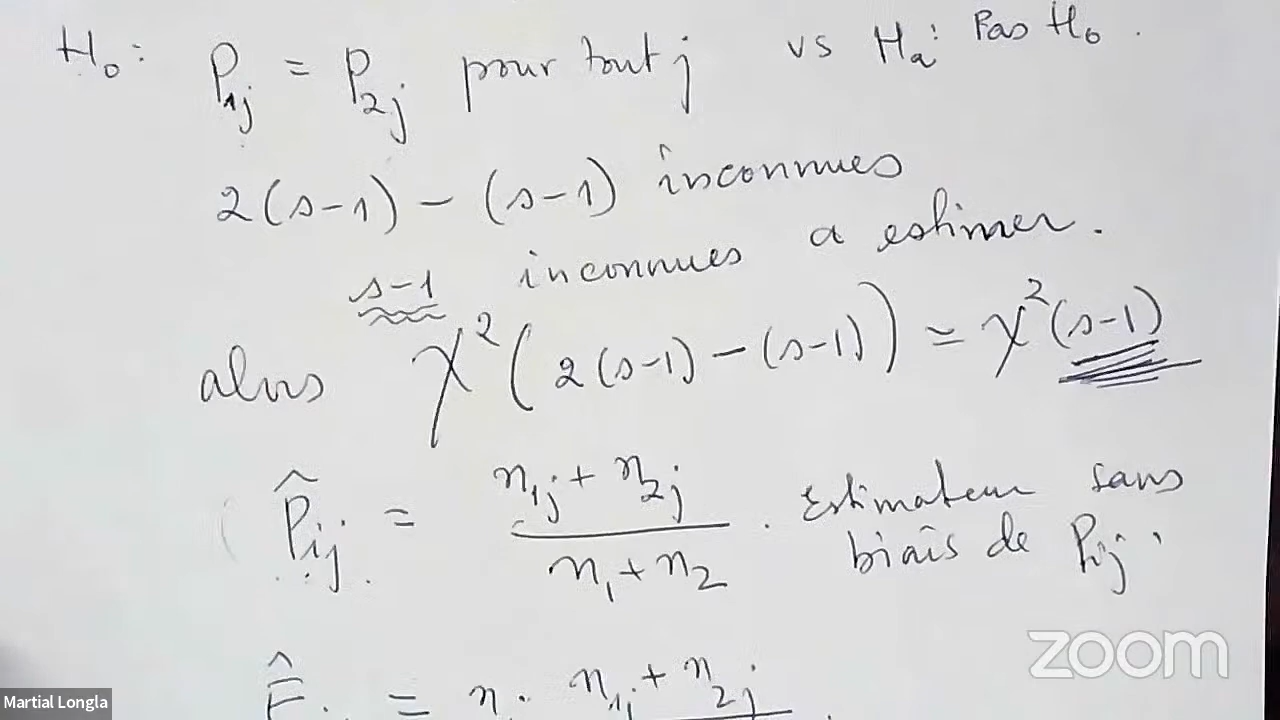 H₀: P₁ⱼ = P₂ⱼ pour tout j vs Hₐ: Pas H₀.
2(s-1) - (s-1) inconnues
s-1 inconnues a estimer.
alors χ²(2(s-1) - (s-1)) = χ²(s-1)
P̂ᵢⱼ = (n₁ⱼ + n₂ⱼ)/(n₁ + n₂). Estimateur sans
biais de Pᵢⱼ.
zoom
Martial Longla